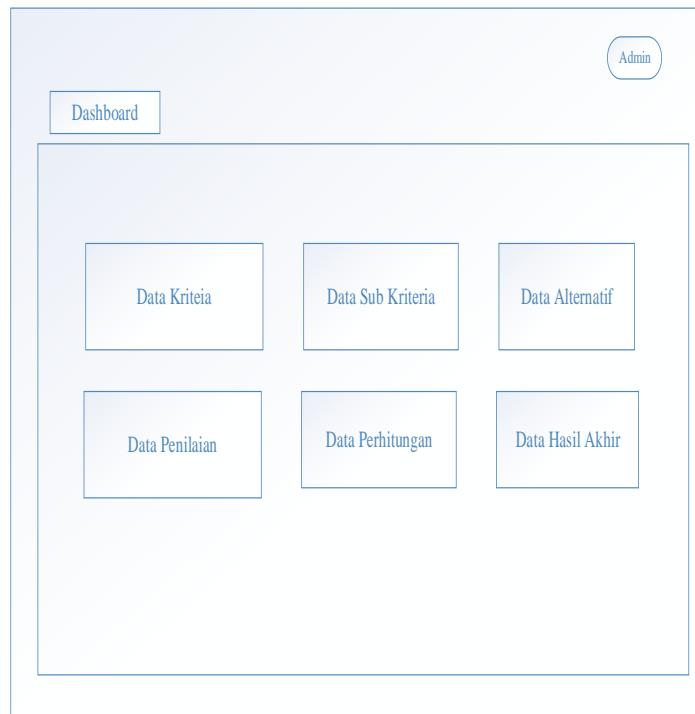 Admin
Dashboard
Data Kriteia
Data Sub Kriteria
Data Alternatif
Data Penilaian
Data Perhitungan
Data Hasil Akhir